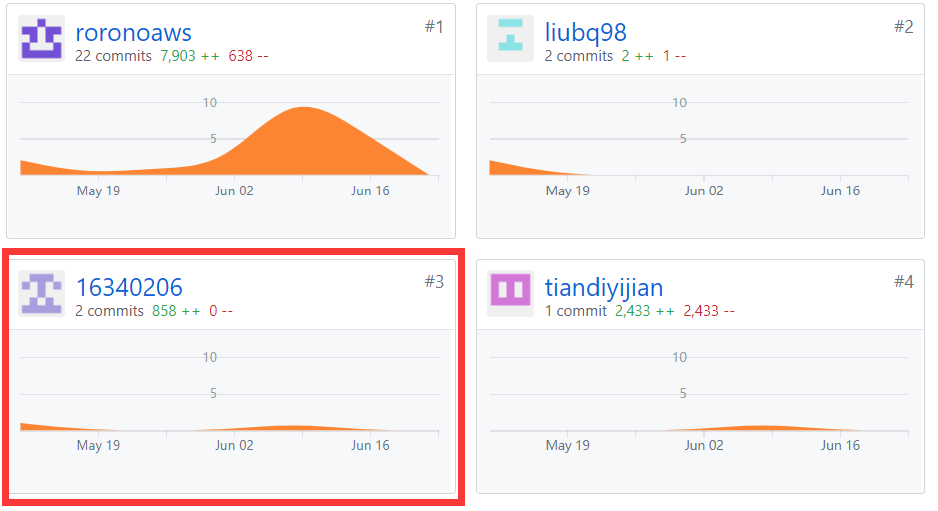 roronoaws #1
22 commits 7,903 ++ 638 --
10
5
May 19 Jun 02 Jun 16
liubq98 #2
2 commits 2 ++ 1 --
10
5
May 19 Jun 02 Jun 16
16340206 #3
2 commits 858 ++ 0 --
10
5
May 19 Jun 02 Jun 16
tiandiyijian #4
1 commit 2,433 ++ 2,433 --
10
5
May 19 Jun 02 Jun 16